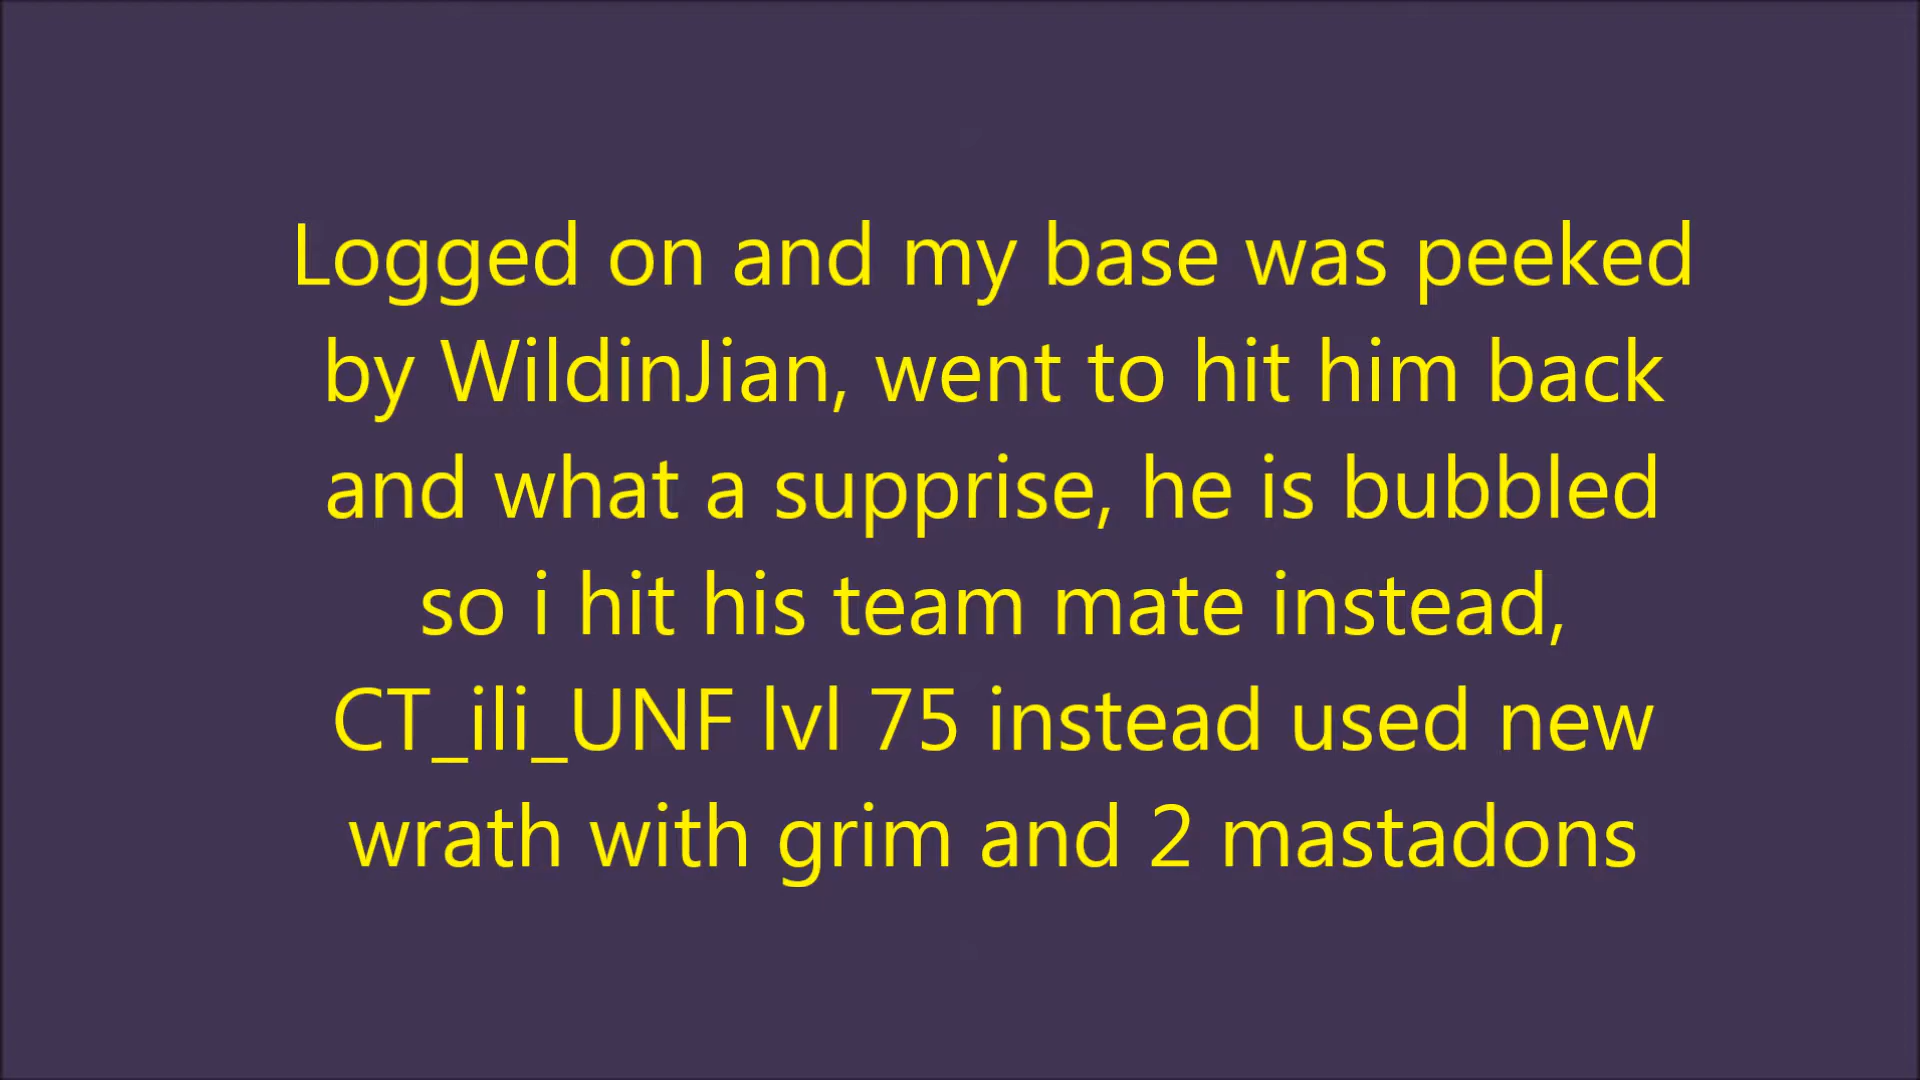 Logged on and my base was peeked
by WildinJian, went to hit him back
and what a supprise, he is bubbled
so i hit his team mate instead,
CT_ili_UNF lvl 75 instead used new
wrath with grim and 2 mastadons